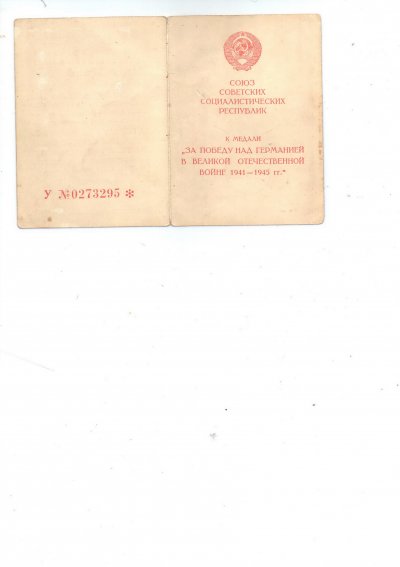 У №0273295 *
СОЮЗ
СОВЕТСКИХ
СОЦИАЛИСТИЧЕСКИХ
РЕСПУБЛИК
К МЕДАЛИ
„ЗА ПОБЕДУ НАД ГЕРМАНИЕЙ
В ВЕЛИКОЙ ОТЕЧЕСТВЕННОЙ
ВОЙНЕ 1941—1945 гг."